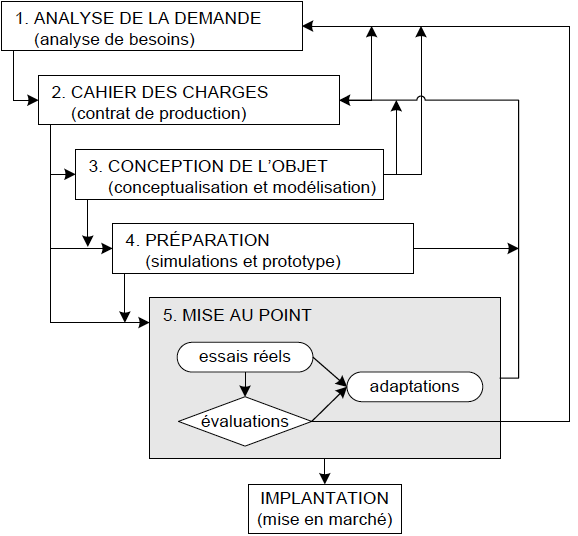 1. ANALYSE DE LA DEMANDE
(analyse de besoins)
2. CAHIER DES CHARGES
(contrat de production)
3. CONCEPTION DE L'OBJET
(conceptualisation et modélisation)
4. PRÉPARATION
(simulations et prototype)
5. MISE AU POINT
essais réels
adaptations
évaluations
IMPLANTATION
(mise en marché)